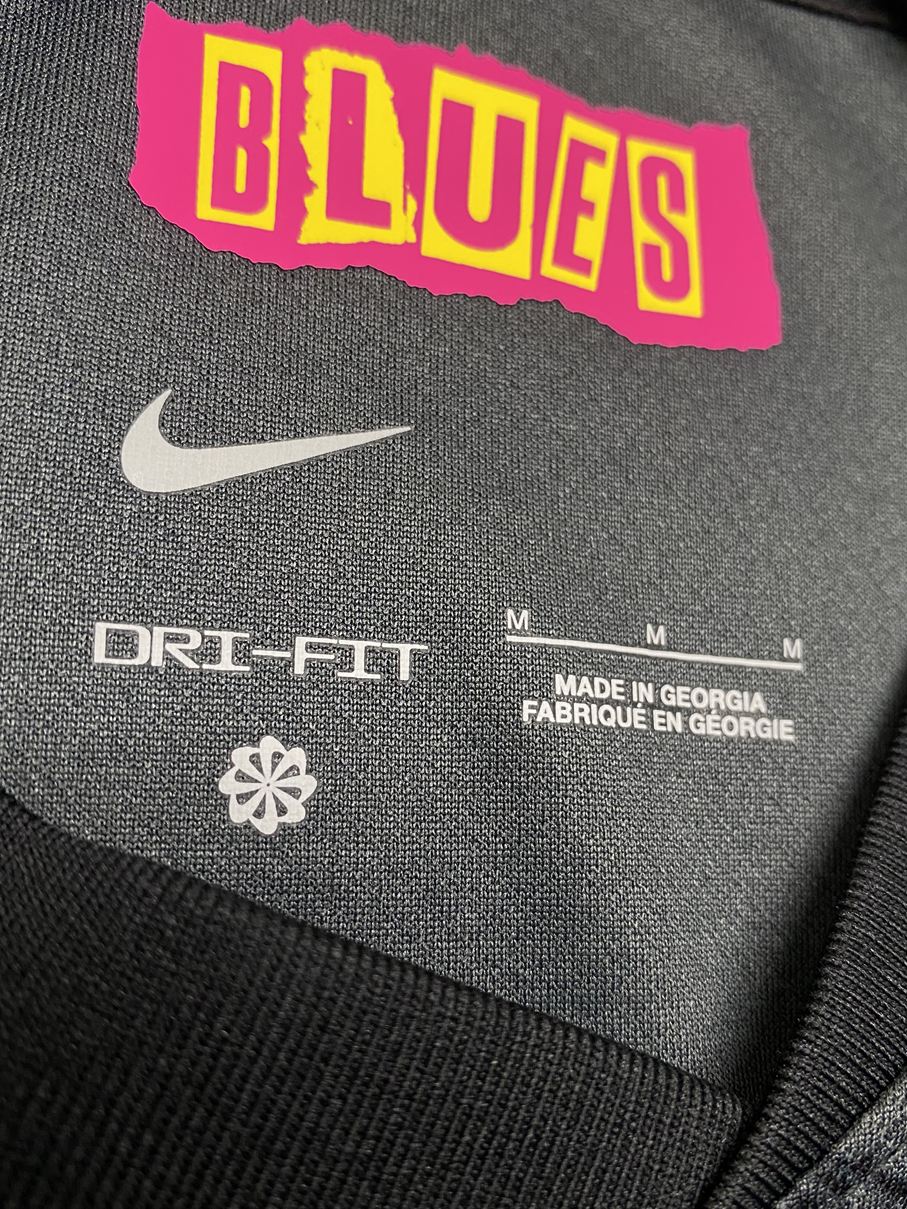 BLUES
DRI-FIT
M M M
MADE IN GEORGIA
FABRIQUÉ EN GÉORGIE